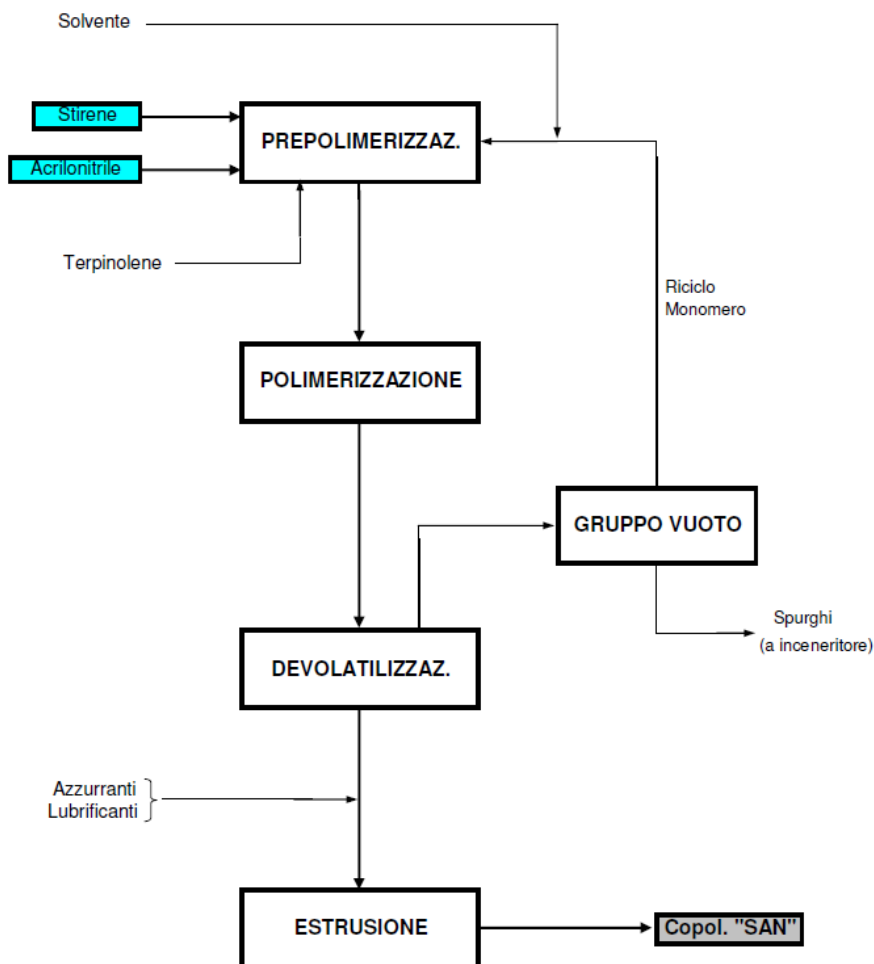 Solvente
Stirene
PREPOLIMERIZZAZ.
Acrilonitrile
Terpinolene
Riciclo
Monomero
POLIMERIZZAZIONE
GRUPPO VUOTO
Spurghi
(a inceneritore)
DEVOLATILIZZAZ.
Azzurranti
Lubrificanti
ESTRUSIONE
Copol. "SAN"